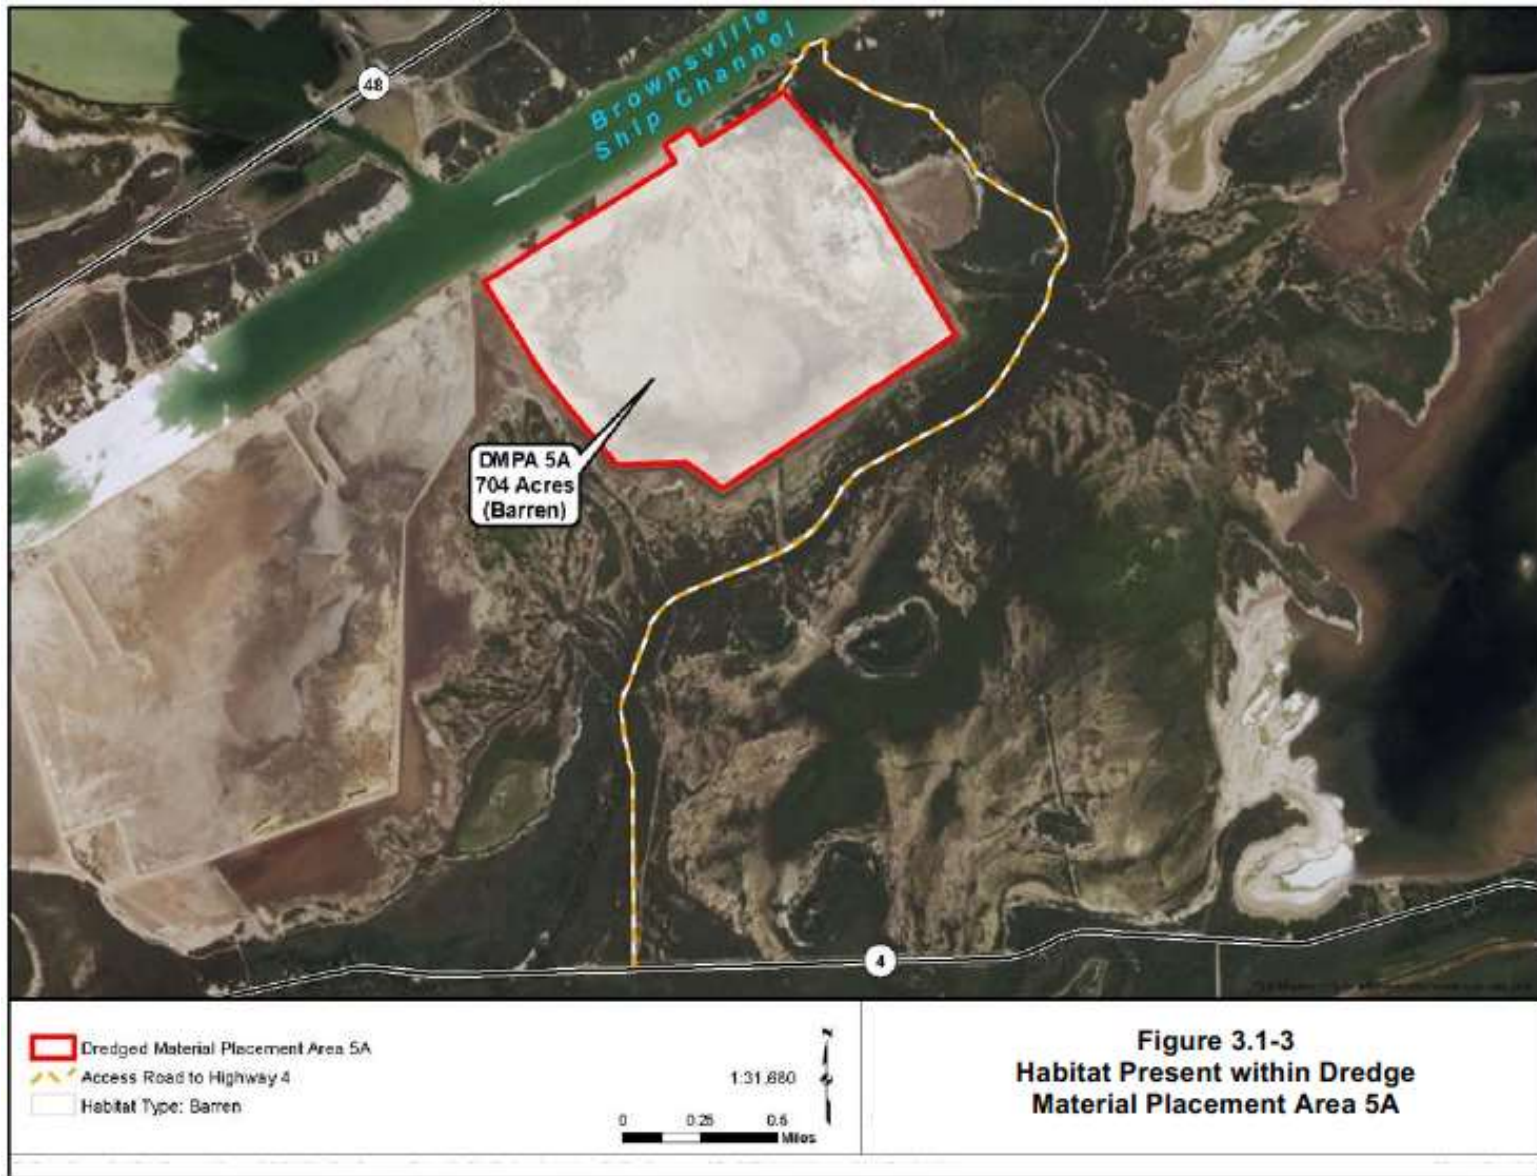 48
Brownsville
Ship Channel
DMPA 5A
704 Acres
(Barren)
4
Dredged Material Placement Area 5A
Access Road to Highway 4
Habitat Type: Barren
1:31,680
N
0 0.25 0.5
Miles
Figure 3.1-3
Habitat Present within Dredge
Material Placement Area 5A